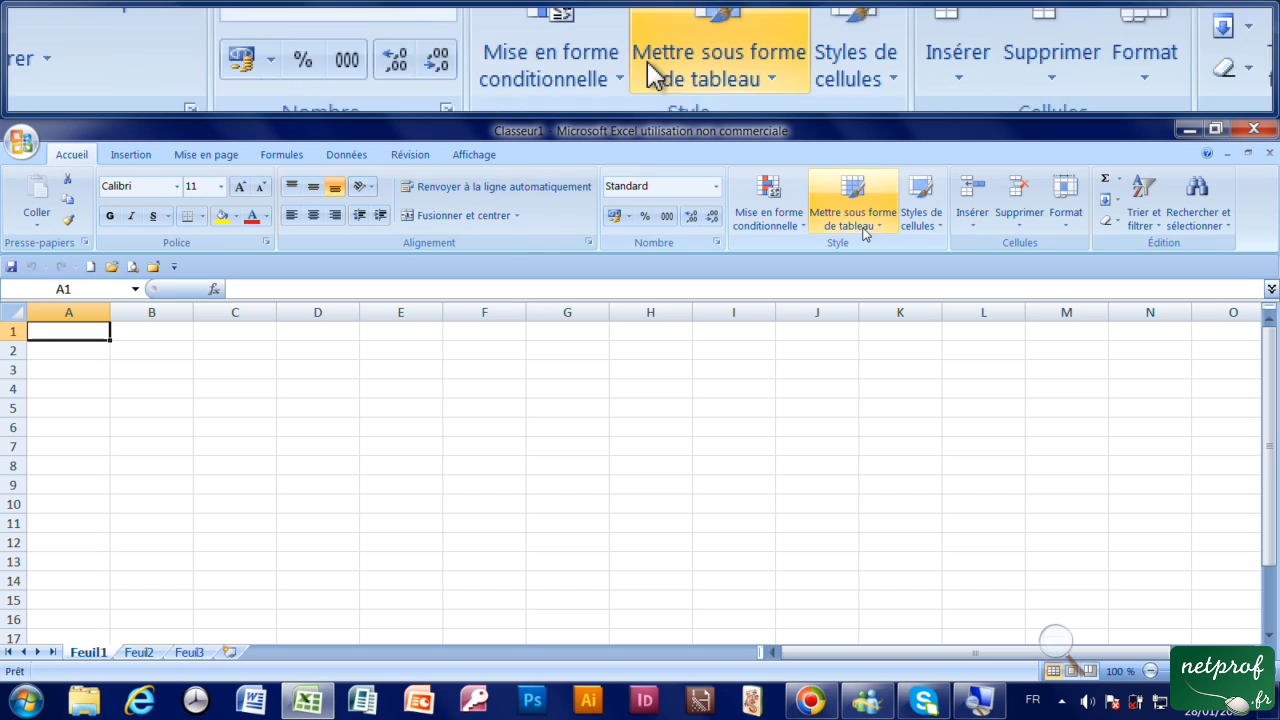 rer
%
000
,00
,00
Mise en forme
conditionnelle
Mettre sous forme
de tableau
Styles de
cellules
Insérer
Supprimer
Format
Classeur1 - Microsoft Excel utilisation non commerciale
Accueil
Insertion
Mise en page
Formules
Données
Révision
Affichage
Coller
Presse-papiers
Calibri
11
G I S
Police
Renvoyer à la ligne automatiquement
Fusionner et centrer
Alignement
Standard
% 000
Nombre
Mise en forme
conditionnelle
Mettre sous forme
de tableau
Styles de
cellules
Style
Insérer
Supprimer
Format
Cellules
Σ
Trier et
filtrer
Rechercher et
sélectionner
Édition
A1
fx
A B C D E F G H I J K L M N O
1
2
3
4
5
6
7
8
9
10
11
12
13
14
15
16
17
Feuil1 Feuil2 Feuil3
Prêt
100 %
Ps
Ai
Id
FR
netprof
.fr